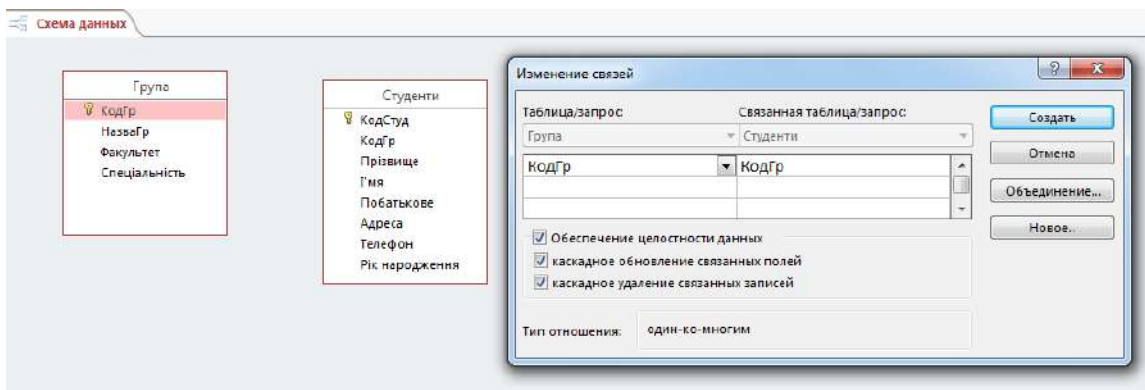 Схема данных
Група
КодГр
НазваГр
Факультет
Спеціальність
Студенти
КодСтуд
КодГр
Прізвище
І'мя
Побатькове
Адреса
Телефон
Рік народження
Изменение связей
Таблица/запрос: Связанная таблица/запрос:
Група Студенти
КодГр КодГр
Обеспечение целостности данных
каскадное обновление связанных полей
каскадное удаление связанных записей
Тип отношения: один-ко-многим
Создать
Отмена
Объединение...
Новое..